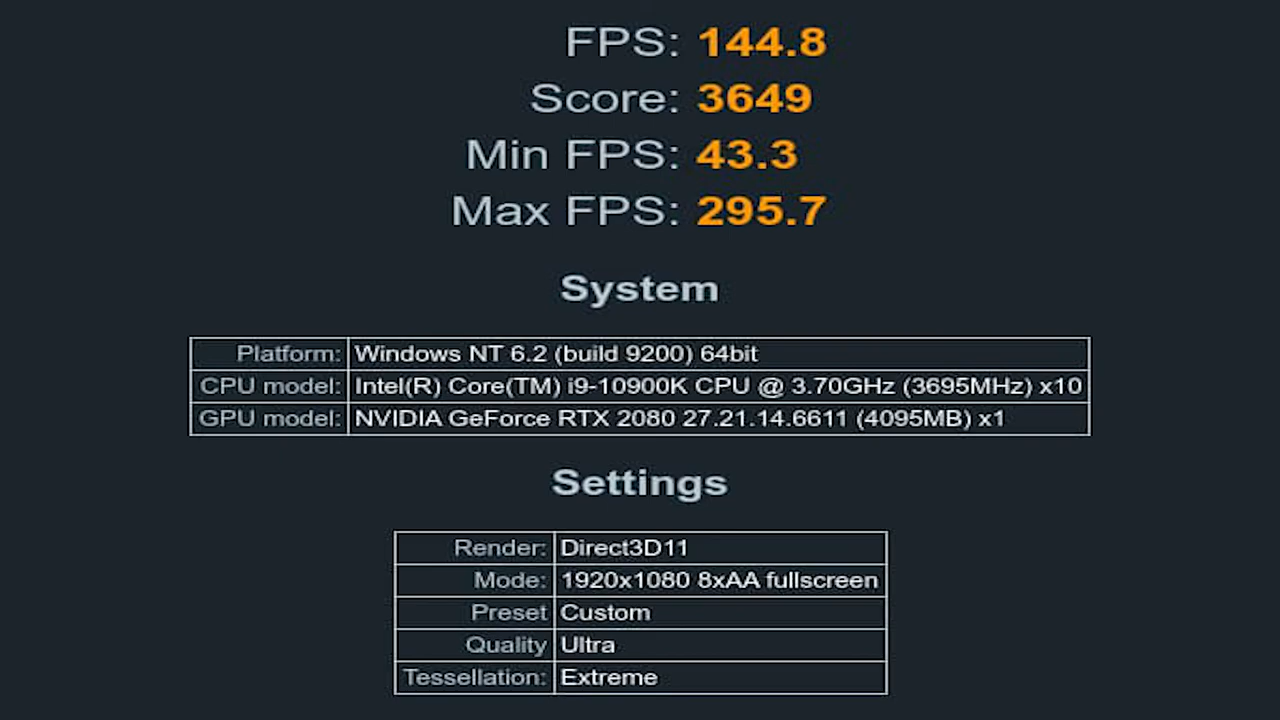 FPS: 144.8
Score: 3649
Min FPS: 43.3
Max FPS: 295.7
System
Platform: Windows NT 6.2 (build 9200) 64bit
CPU model: Intel(R) Core(TM) i9-10900K CPU @ 3.70GHz (3695MHz) x10
GPU model: NVIDIA GeForce RTX 2080 27.21.14.6611 (4095MB) x1
Settings
Render: Direct3D11
Mode: 1920x1080 8xAA fullscreen
Preset Custom
Quality Ultra
Tessellation: Extreme